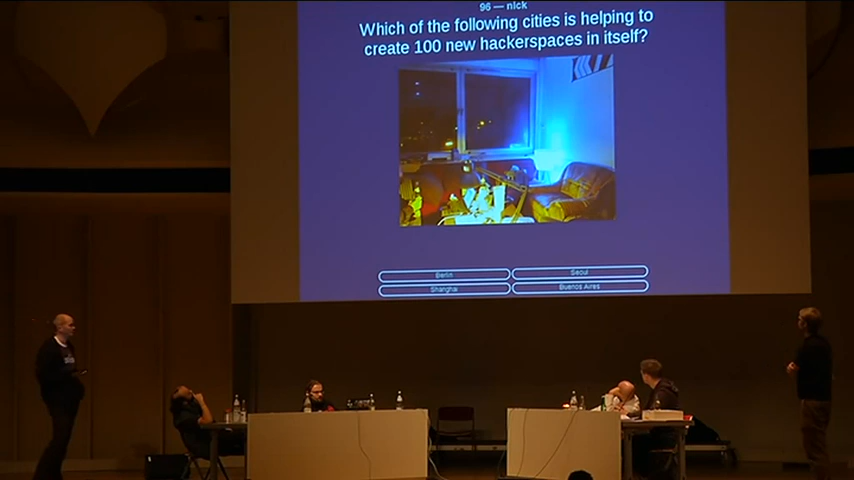 96 — nick
Which of the following cities is helping to
create 100 new hackerspaces in itself?
Berlin
Seoul
Shanghai
Buenos Aires